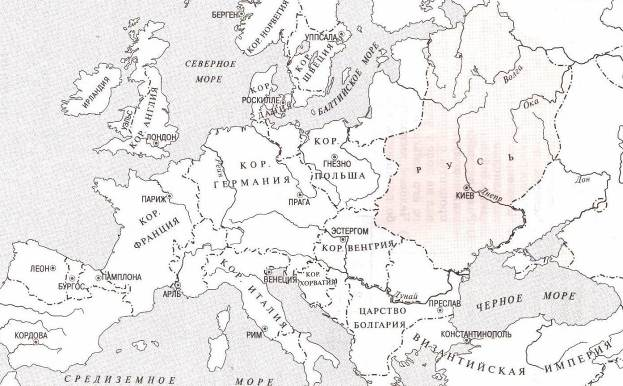 БЕРГЕН
КОР. НОРВЕГИЯ
УППСАЛА
КОР. ШВЕЦИЯ
СЕВЕРНОЕ
МОРЕ
БАЛТИЙСКОЕ МОРЕ
КОР.
ДАНИЯ
РОСКИЛЛЕ
ИРЛАНДИЯ
УЭЛЬС
КОР. АНГЛИЯ
ЛОНДОН
Волга
Ока
РУСЬ
КИЕВ
Днепр
Дон
КОР.
ПОЛЬША
ГНЕЗНО
КОР.
ГЕРМАНИЯ
ПРАГА
ПАРИЖ
КОР.
ФРАНЦИЯ
ЭСТЕРГОМ
КОР. ВЕНГРИЯ
ЛЕОН
БУРГОС
ПАМПЛОНА
АРЛЬ
КОР. ИТАЛИЯ
ВЕНЕЦИЯ
КОР.
ХОРВАТИЯ
Дунай
ПРЕСЛАВ
ЦАРСТВО
БОЛГАРИЯ
ЧЕРНОЕ МОРЕ
КОРДОВА
РИМ
КОНСТАНТИНОПОЛЬ
ВИЗАНТИЙСКАЯ ИМПЕРИЯ
СРЕДИЗЕМНОЕ МОРЕ